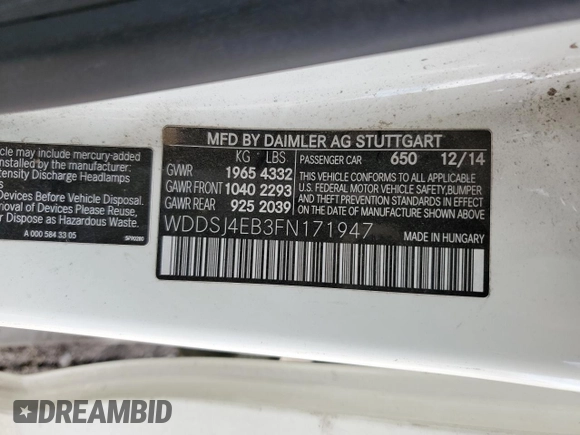 MFD BY DAIMLER AG STUTTGART
KG LBS PASSENGER CAR 650 12/14
GVWR 1965 4332
GAWR FRONT 1040 2293
GAWR REAR 925 2039
THIS VEHICLE CONFORMS TO ALL APPLICABLE
U.S. FEDERAL MOTOR VEHICLE SAFETY,BUMPER
AND THEFT PREVENTION STANDARDS IN EFFECT
ON THE DATE OF MANUFACTURE SHOWN ABOVE.
WDDSJ4EB3FN171947
MADE IN HUNGARY
icle may include mercury-added
installed by the manufacturer:
ntensity Discharge Headlamps
Devices Before Vehicle Disposal.
al of Devices Please Reuse,
or Dispose as Hazardous Waste.
A 000 584 33 05
DREAMBID